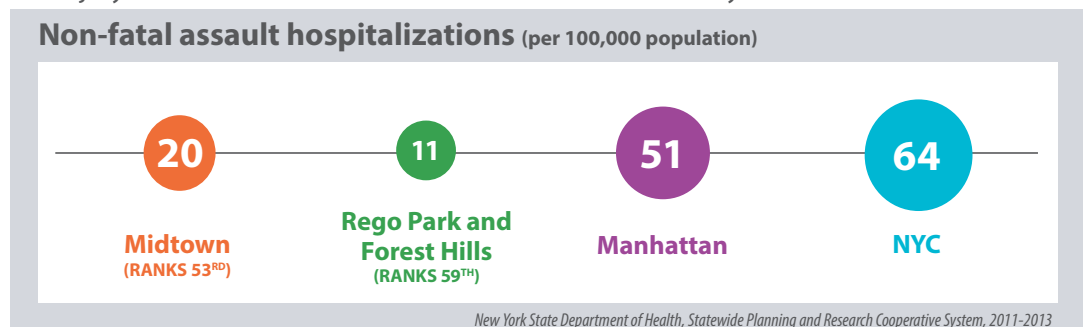 Non-fatal assault hospitalizations (per 100,000 population)
20
11
51
64
Midtown
(RANKS 53RD)
Rego Park and
Forest Hills
(RANKS 59TH)
Manhattan
NYC
New York State Department of Health, Statewide Planning and Research Cooperative System, 2011-2013